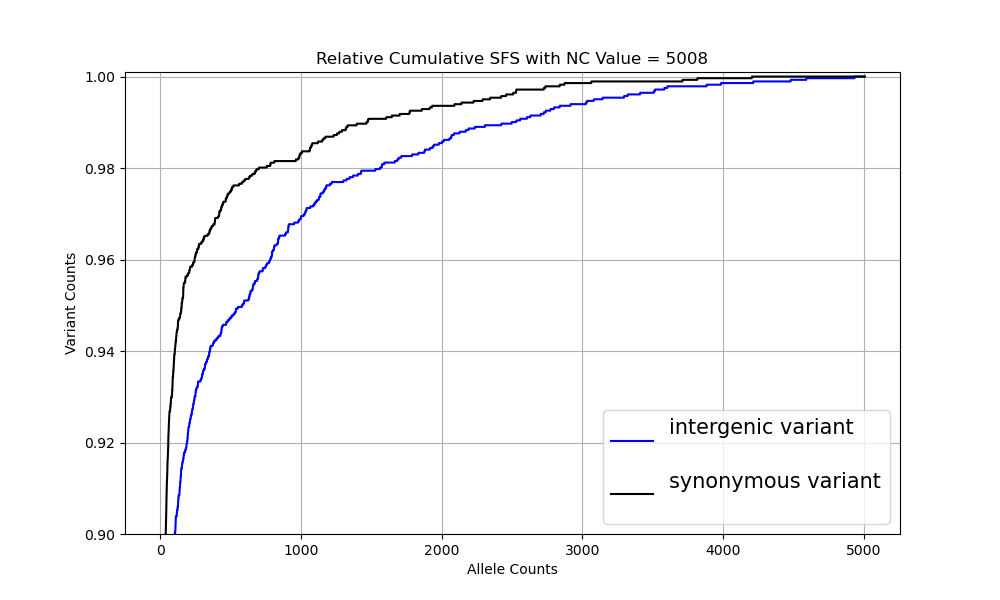 Relative Cumulative SFS with NC Value = 5008
1.00
0.98
0.96
0.94
0.92
0.90
Variant Counts
intergenic variant
synonymous variant
0
1000
2000
3000
4000
5000
Allele Counts